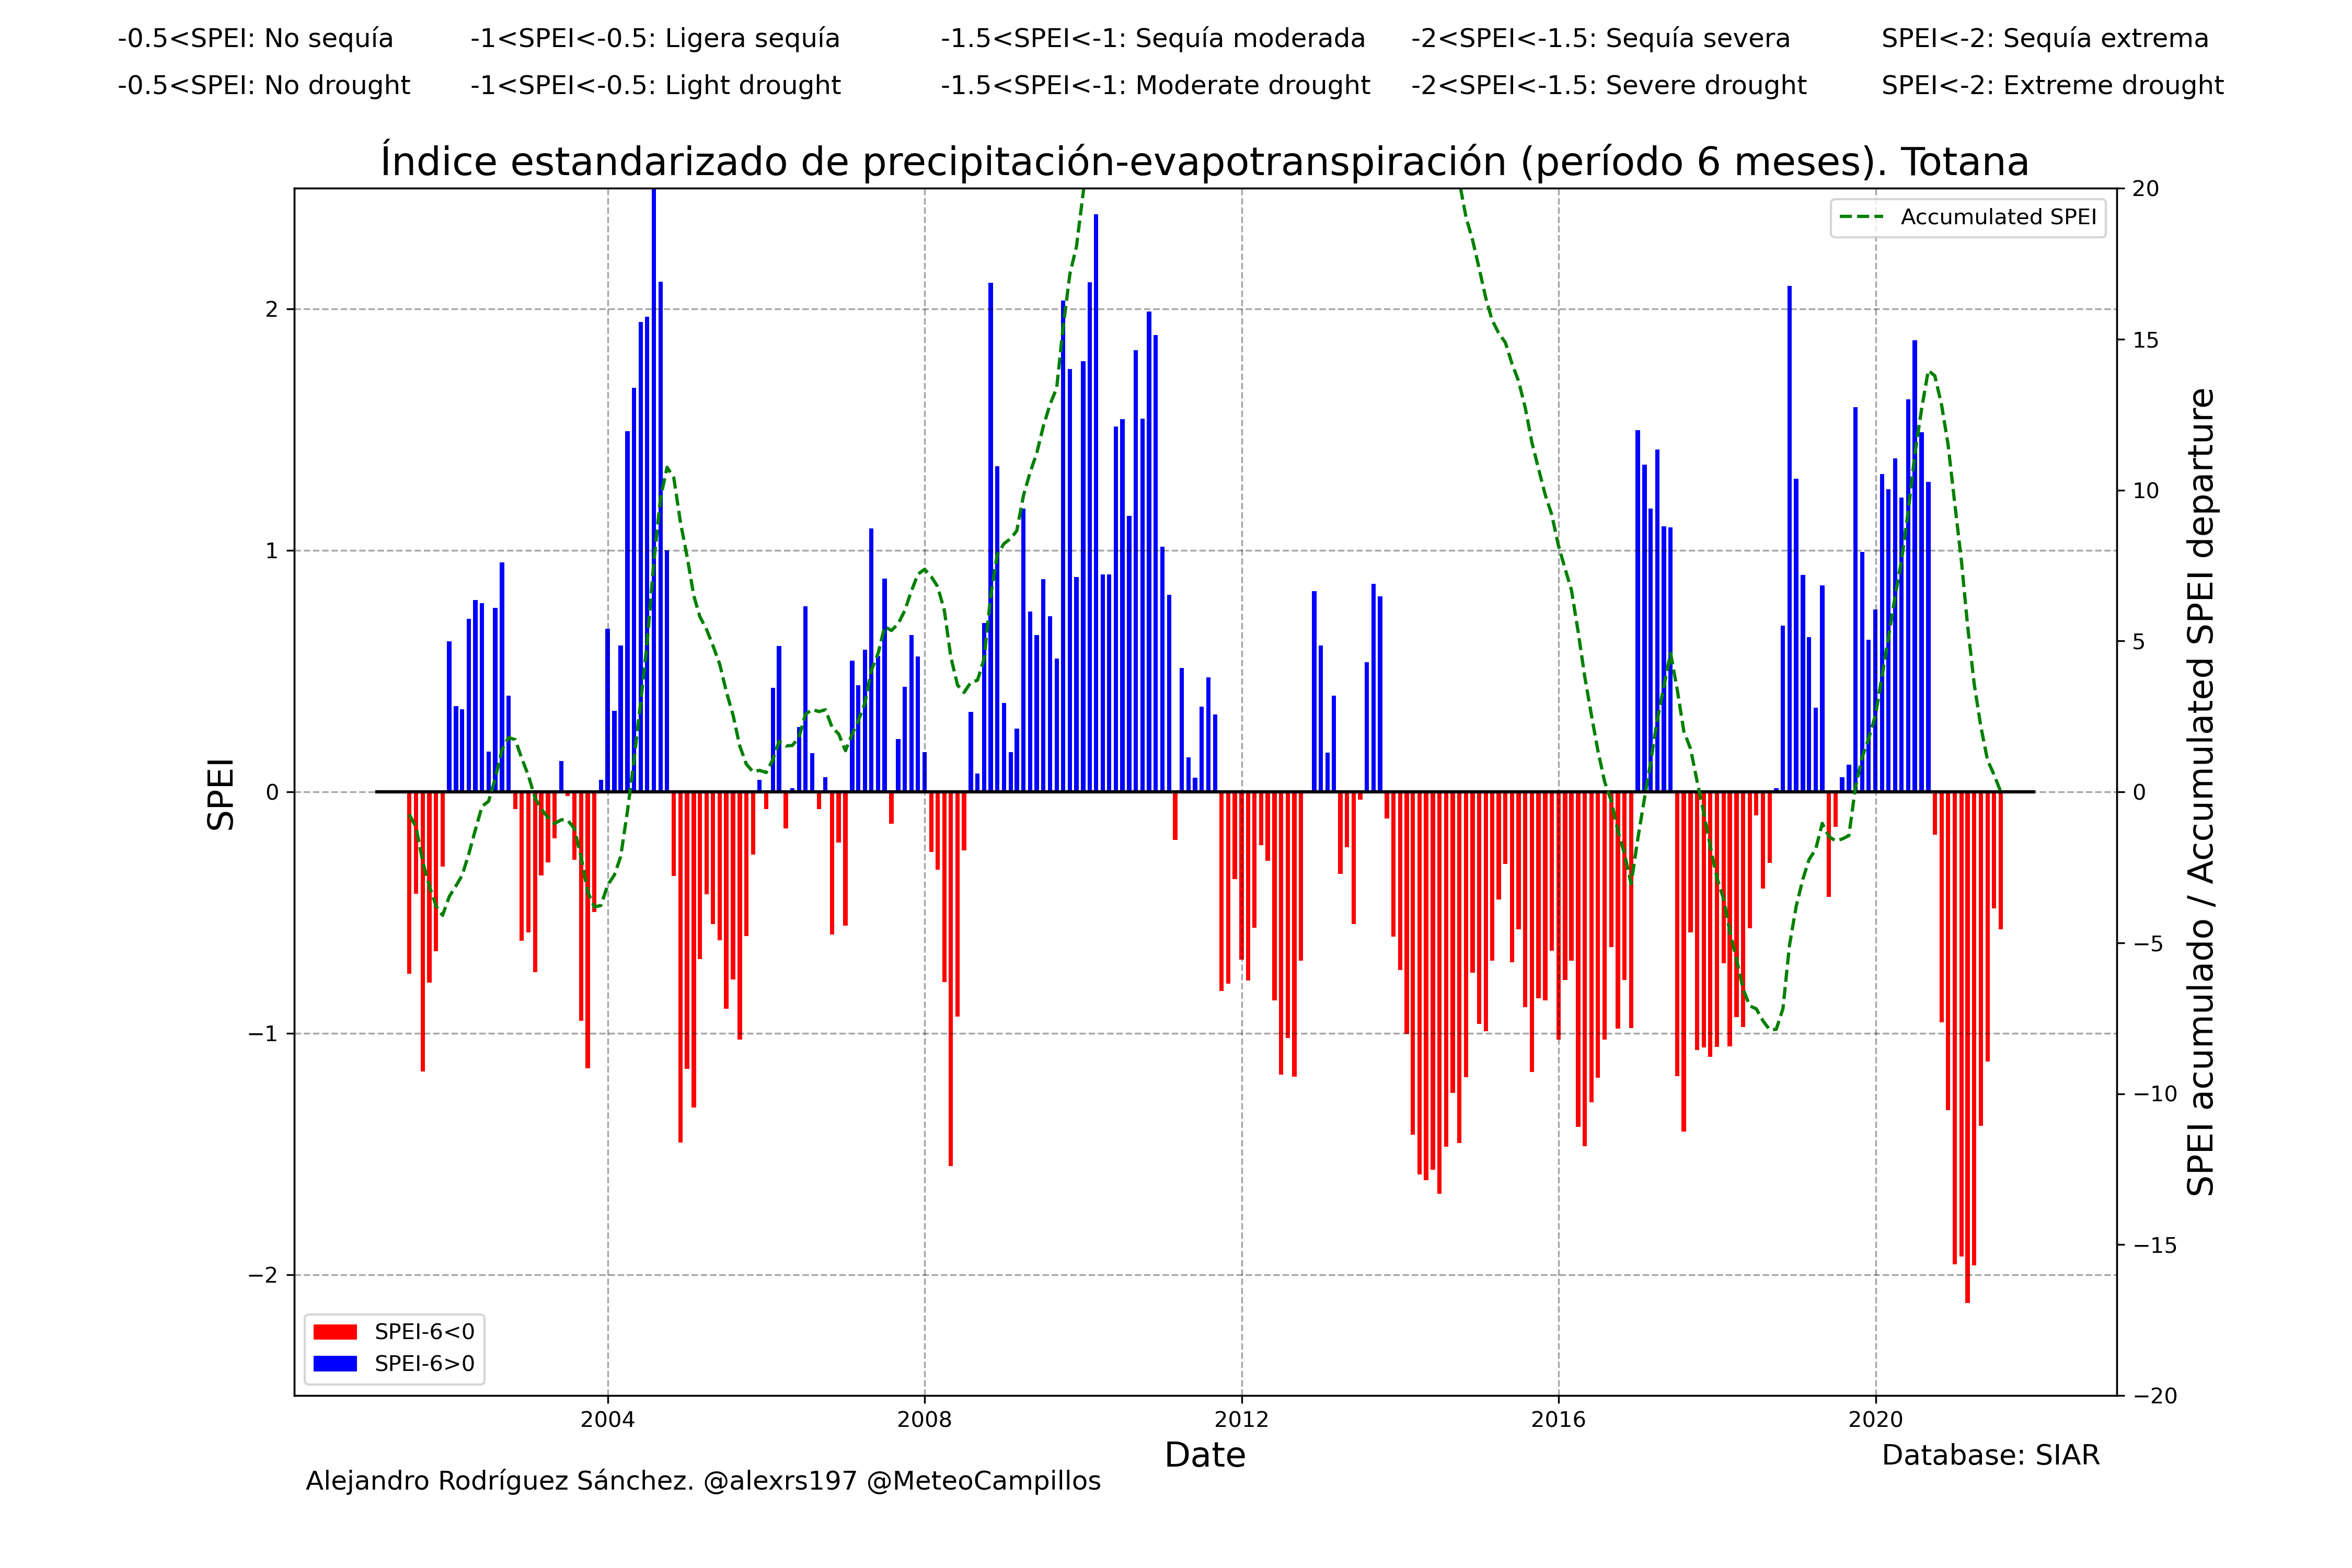 -0.5<SPEI: No sequía -1<SPEI<-0.5: Ligera sequía -1.5<SPEI<-1: Sequía moderada -2<SPEI<-1.5: Sequía severa SPEI<-2: Sequía extrema
-0.5<SPEI: No drought -1<SPEI<-0.5: Light drought -1.5<SPEI<-1: Moderate drought -2<SPEI<-1.5: Severe drought SPEI<-2: Extreme drought
Índice estandarizado de precipitación-evapotranspiración (período 6 meses). Totana
Accumulated SPEI
SPEI
2
1
0
−1
−2
20
15
10
5
0
−5
−10
−15
−20
SPEI acumulado / Accumulated SPEI departure
SPEI-6<0
SPEI-6>0
2004 2008 2012 2016 2020
Date
Database: SIAR
Alejandro Rodríguez Sánchez. @alexrs197 @MeteoCampillos